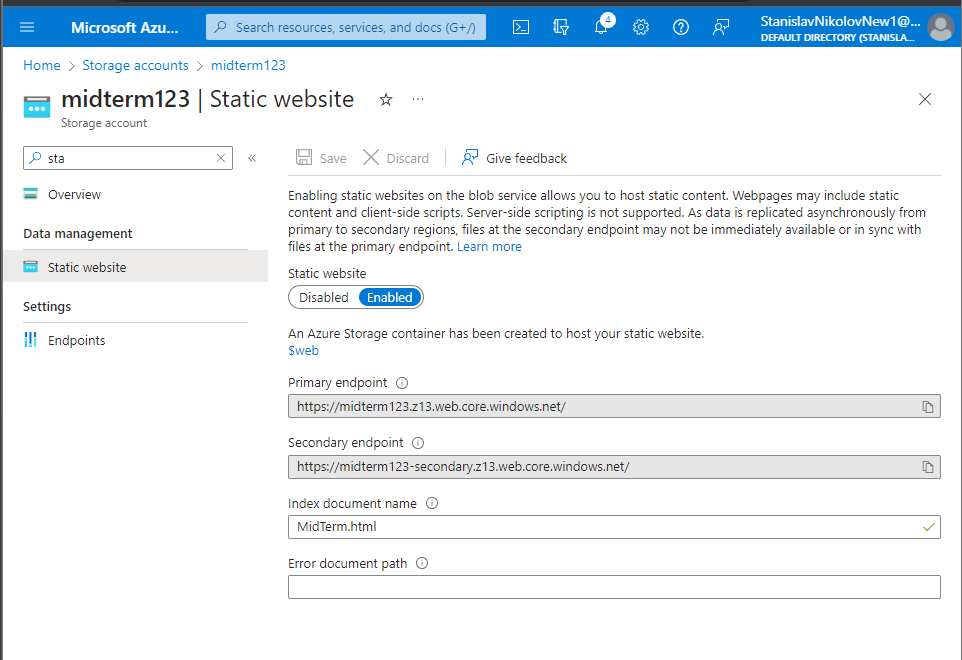 Microsoft Azu...
Search resources, services, and docs (G+/)
4
StanislavNikolovNew1@...
DEFAULT DIRECTORY (STANISLA...
Home > Storage accounts > midterm123
midterm123 | Static website
Storage account
sta
Save
Discard
Give feedback
Overview
Data management
Static website
Settings
Endpoints
Enabling static websites on the blob service allows you to host static content. Webpages may include static
content and client-side scripts. Server-side scripting is not supported. As data is replicated asynchronously from
primary to secondary regions, files at the secondary endpoint may not be immediately available or in sync with
files at the primary endpoint. Learn more
Static website
Disabled Enabled
An Azure Storage container has been created to host your static website.
$web
Primary endpoint
https://midterm123.z13.web.core.windows.net/
Secondary endpoint
https://midterm123-secondary.z13.web.core.windows.net/
Index document name
MidTerm.html
Error document path